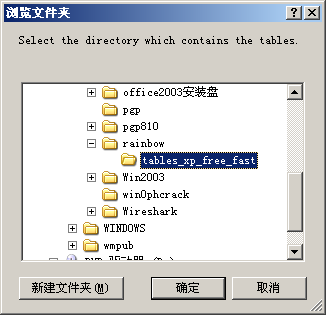 浏览文件夹
Select the directory which contains the tables.
office2003安装盘
pgp
pgp810
rainbow
tables_xp_free_fast
Win2003
win0phcrack
Wireshark
WINDOWS
wmpub
新建文件夹(M)
确定
取消